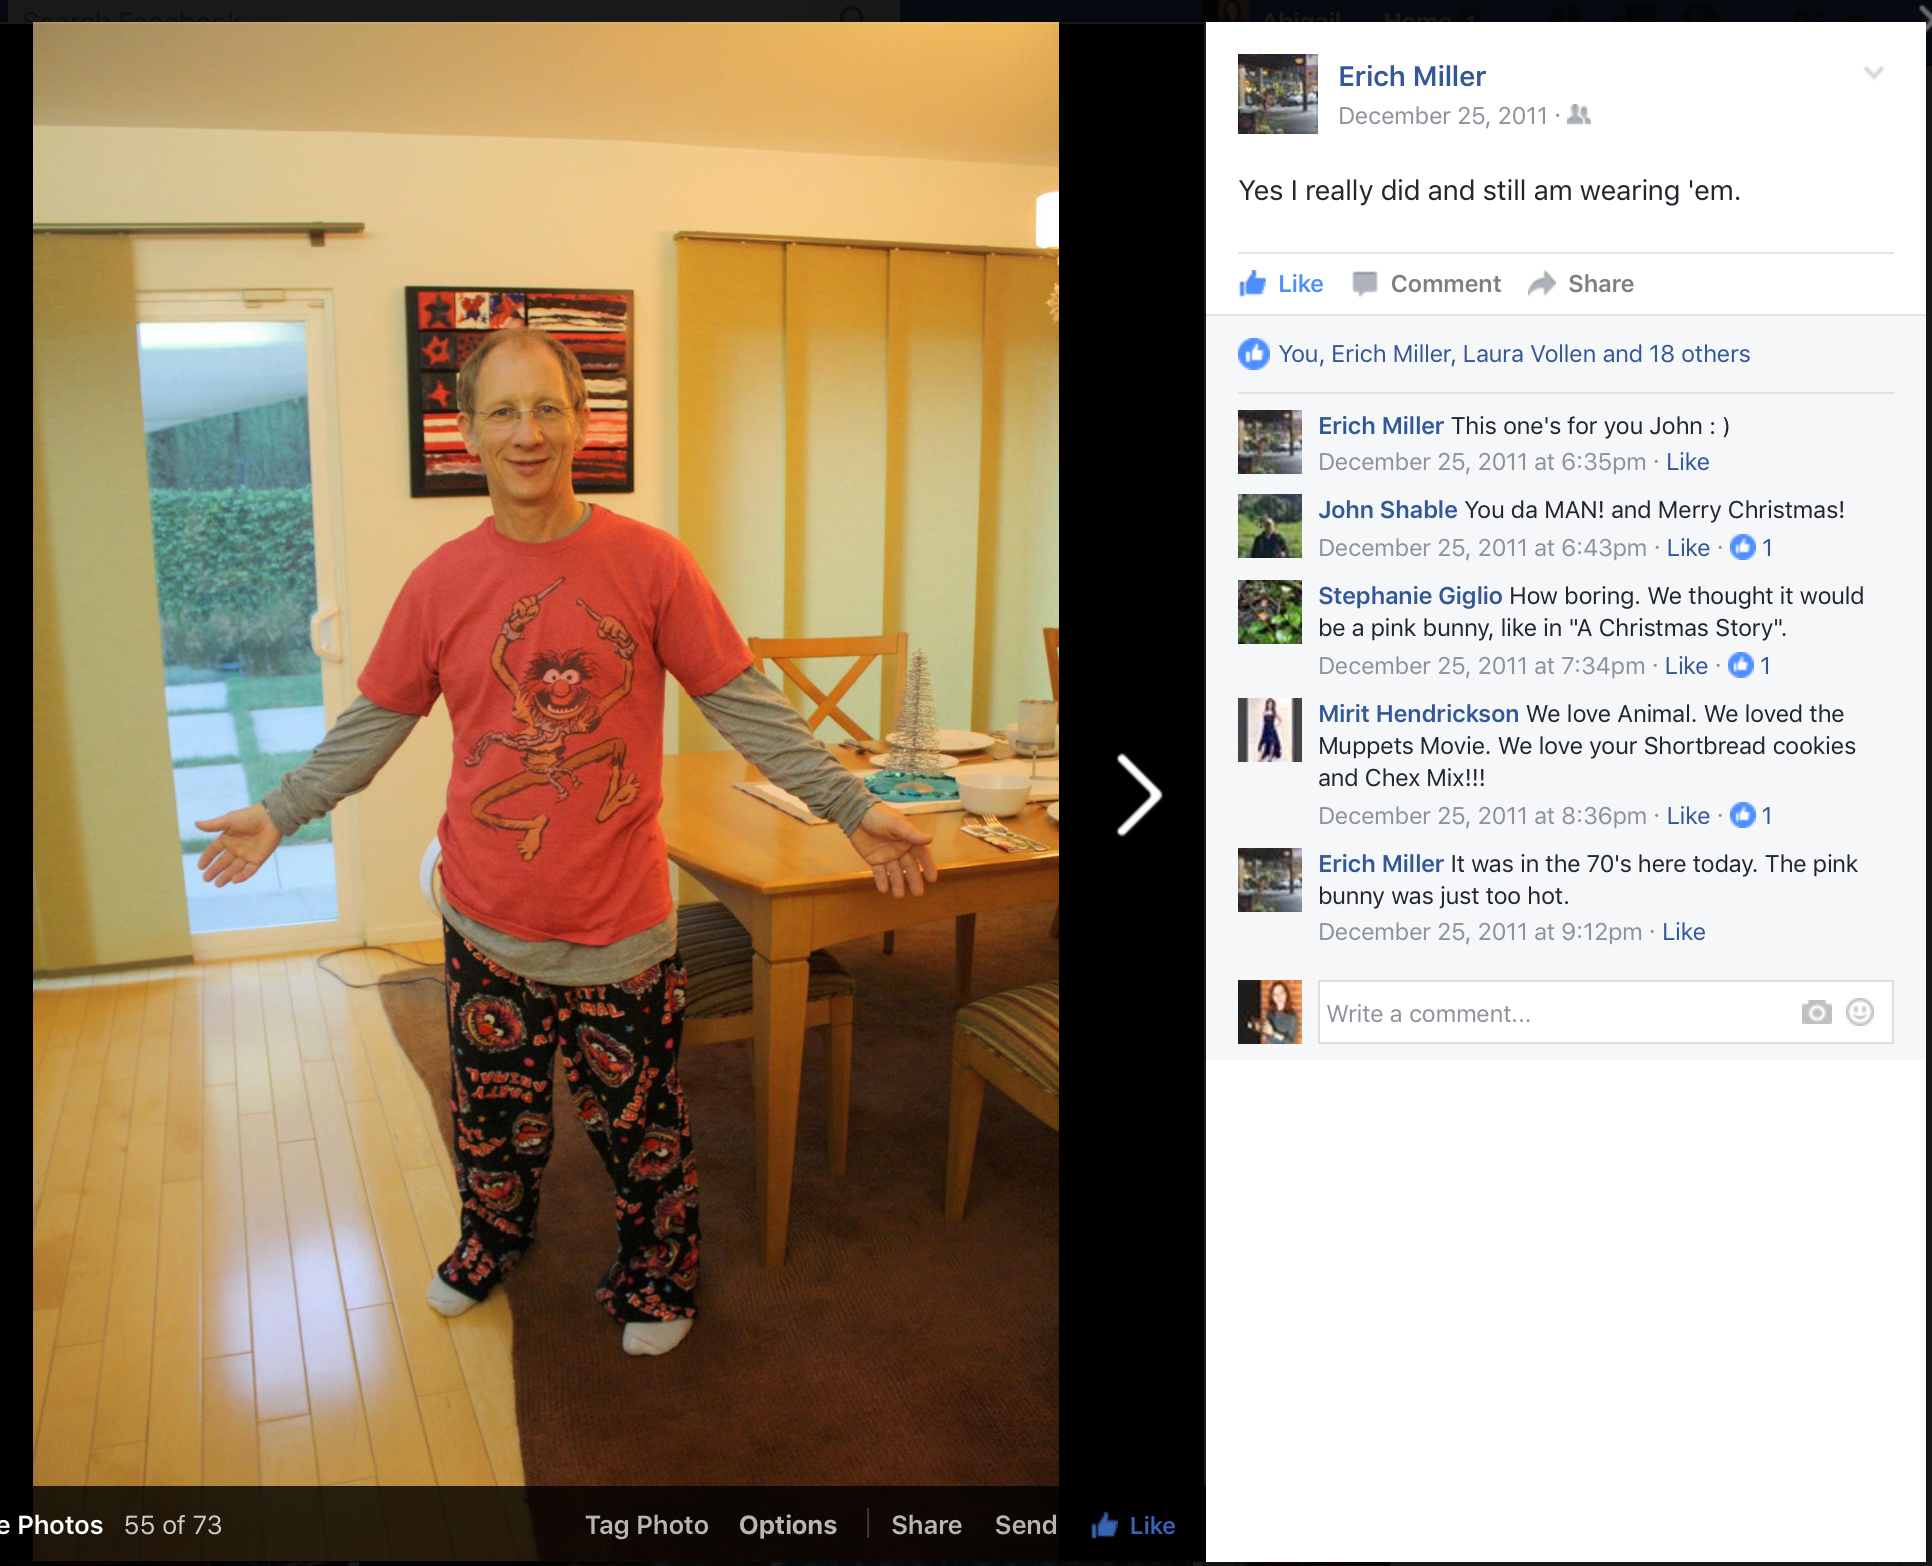 Search Facebook
Abigail Home 1
Erich Miller
December 25, 2011 ·
Yes I really did and still am wearing 'em.
Like Comment Share
You, Erich Miller, Laura Vollen and 18 others
Erich Miller This one's for you John : )
December 25, 2011 at 6:35pm · Like
John Shable You da MAN! and Merry Christmas!
December 25, 2011 at 6:43pm · Like · 1
Stephanie Giglio How boring. We thought it would
be a pink bunny, like in "A Christmas Story".
December 25, 2011 at 7:34pm · Like · 1
Mirit Hendrickson We love Animal. We loved the
Muppets Movie. We love your Shortbread cookies
and Chex Mix!!!
December 25, 2011 at 8:36pm · Like · 1
Erich Miller It was in the 70's here today. The pink
bunny was just too hot.
December 25, 2011 at 9:12pm · Like
Write a comment...
PARTY
ANIMAL
e Photos 55 of 73 Tag Photo Options Share Send Like